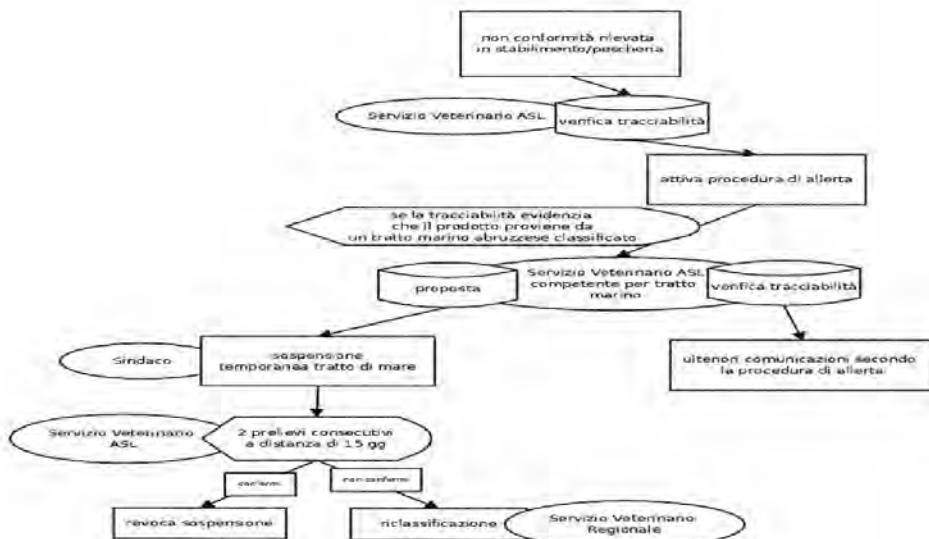 non conformità rilevata
in stabilimento/pescheria
Servizio Veterinario ASL
verifica tracciabilità
attiva procedura di allerta
se la tracciabilità evidenzia
che il prodotto proviene da
un tratto marino abruzzese classificato
proposta
Servizio Veterinario ASL
competente per tratto
marino
verifica tracciabilità
Sindaco
sospensione
temporanea tratto di mare
ulteriori comunicazioni secondo
la procedura di allerta
Servizio Veterinario
ASL
2 prelievi consecutivi
a distanza di 15 gg
conformi
non conformi
revoca sospensione
riclassificazione
Servizio Veterinario
Regionale